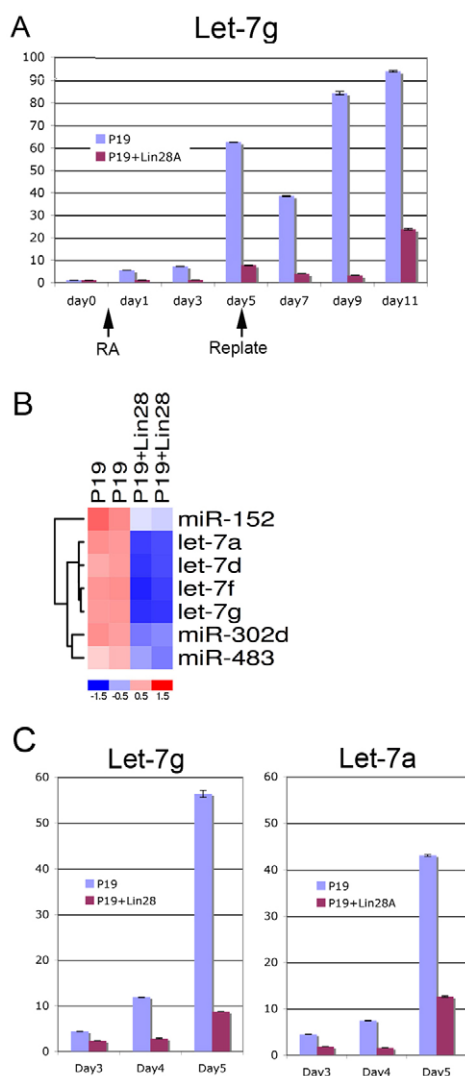 A
Let-7g
100
90
80
70
60
50
40
30
20
10
0
P19
P19+Lin28A
day0 day1 day3 day5 day7 day9 day11
RA Replate
B
P19 P19 P19+Lin28 P19+Lin28
miR-152
let-7a
let-7d
let-7f
let-7g
miR-302d
miR-483
-1.5 -0.5 0.5 1.5
C
Let-7g
60
50
40
30
20
10
0
P19
P19+Lin28
Day3 Day4 Day5
Let-7a
60
50
40
30
20
10
0
P19
P19+Lin28A
Day3 Day4 Day5